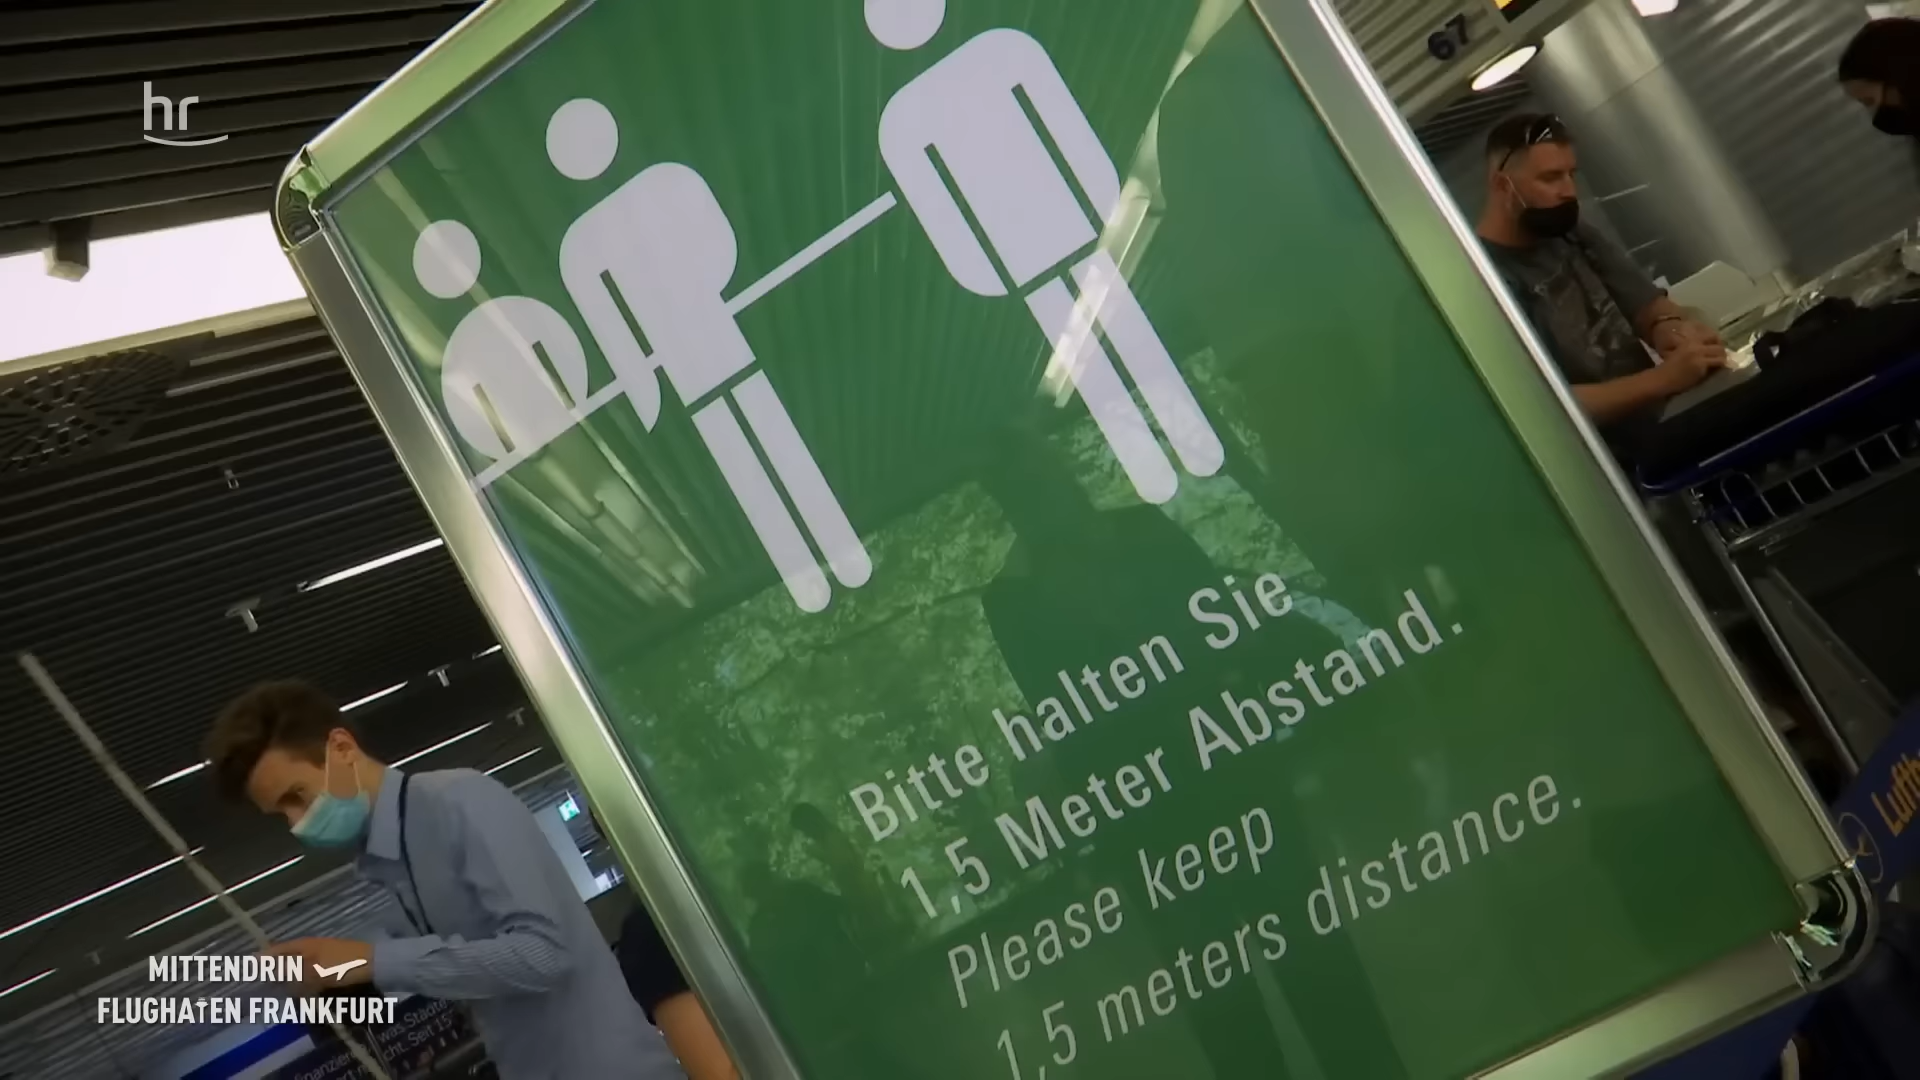 hr
67
Bitte halten Sie
1,5 Meter Abstand.
Please keep
1,5 meters distance.
MITTENDRIN
FLUGHAFEN FRANKFURT